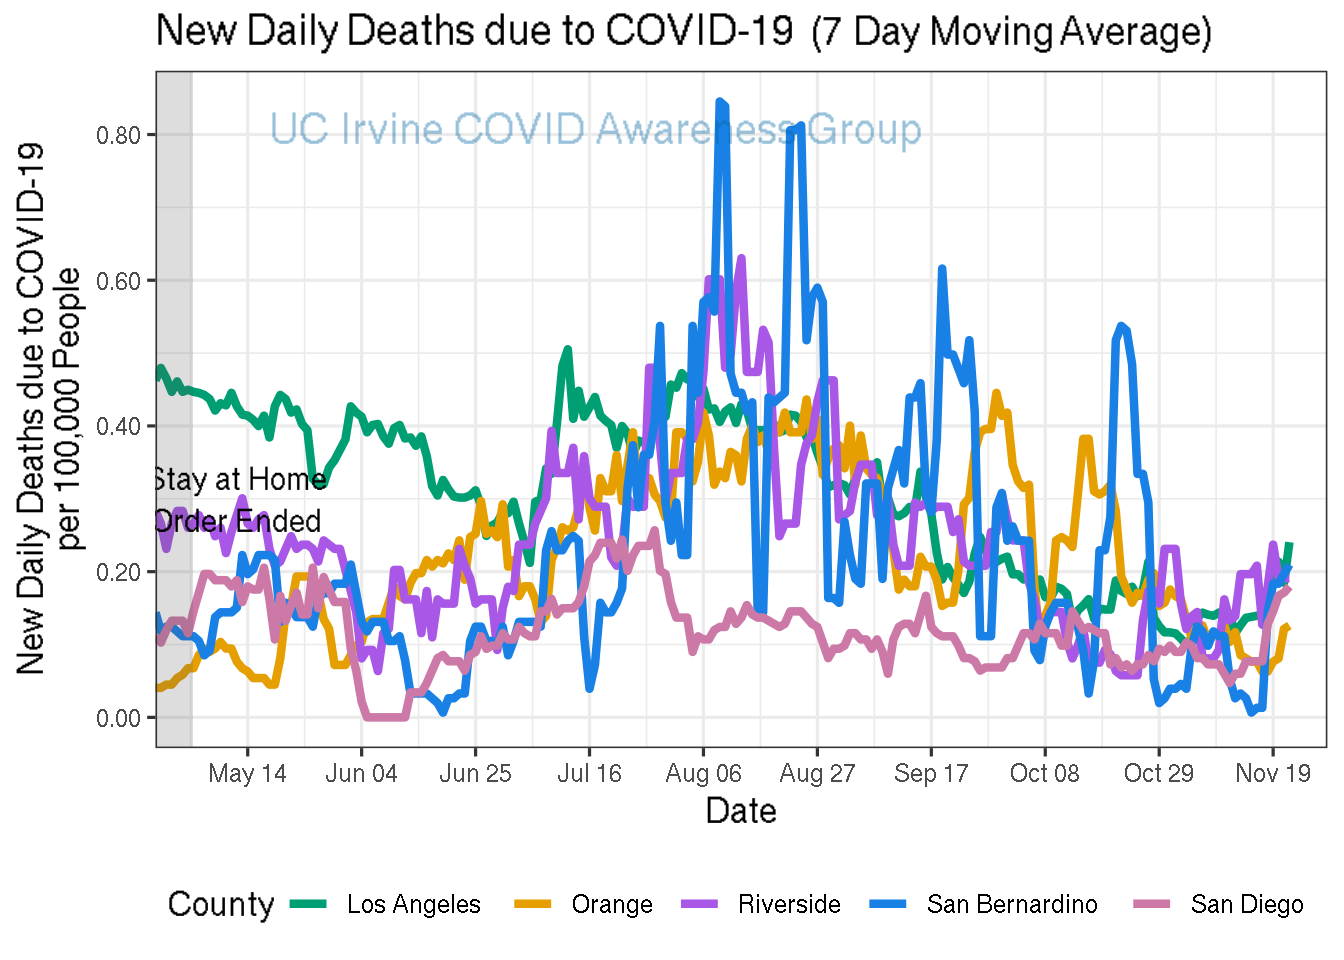 New Daily Deaths due to COVID-19 (7 Day Moving Average)
UC Irvine COVID Awareness Group
New Daily Deaths due to COVID-19
per 100,000 People
0.80
0.60
0.40
0.20
0.00
Stay at Home
Order Ended
May 14 Jun 04 Jun 25 Jul 16 Aug 06 Aug 27 Sep 17 Oct 08 Oct 29 Nov 19
Date
County Los Angeles Orange Riverside San Bernardino San Diego